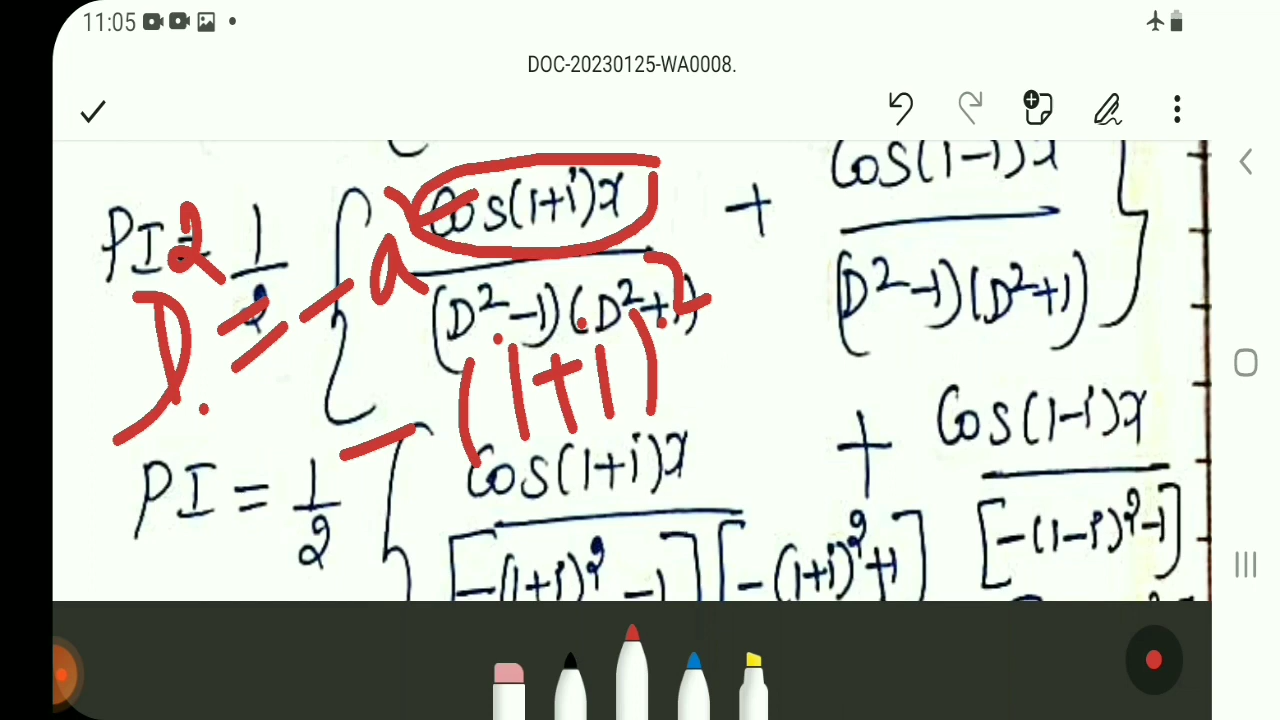 11:05
DOC-20230125-WA0008.
PI = 1/2 { cos(1+i)x / (D²-1)(D²+1) + cos(1-i)x / (D²-1)(D²+1) }
D² = -a²
-(1+1)²
PI = 1/2 { cos(1+i)x / [-(1+i)²-1][-(1+i)²+1] + cos(1-i)x / [-(1-i)²-1]